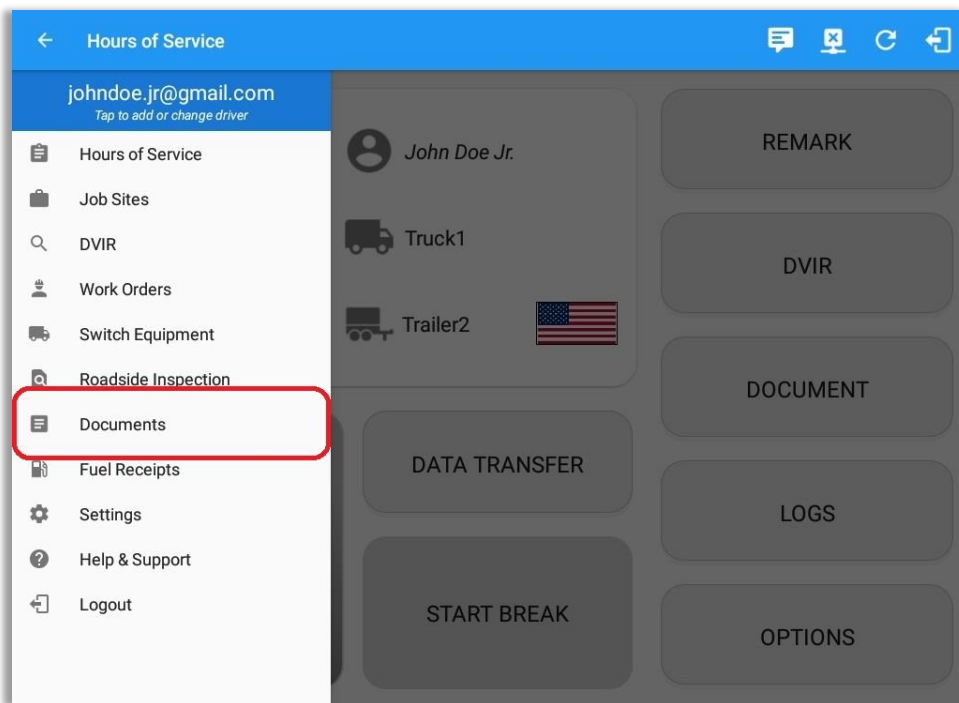 Hours of Service
johndoe.jr@gmail.com
Tap to add or change driver
Hours of Service
Job Sites
DVIR
Work Orders
Switch Equipment
Roadside Inspection
Documents
Fuel Receipts
Settings
Help & Support
Logout
John Doe Jr.
Truck1
Trailer2
DATA TRANSFER
START BREAK
REMARK
DVIR
DOCUMENT
LOGS
OPTIONS